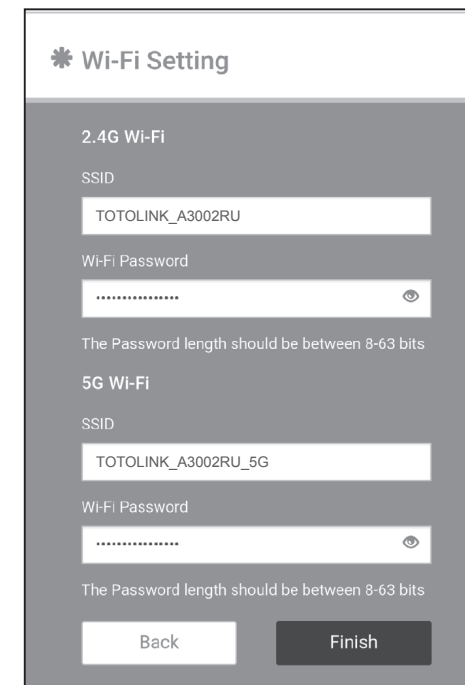 Wi-Fi Setting
2.4G Wi-Fi
SSID
TOTOLINK_A3002RU
Wi-Fi Password
••••••••••••••••
The Password length should be between 8-63 bits
5G Wi-Fi
SSID
TOTOLINK_A3002RU_5G
Wi-Fi Password
••••••••••••••••
The Password length should be between 8-63 bits
Back
Finish